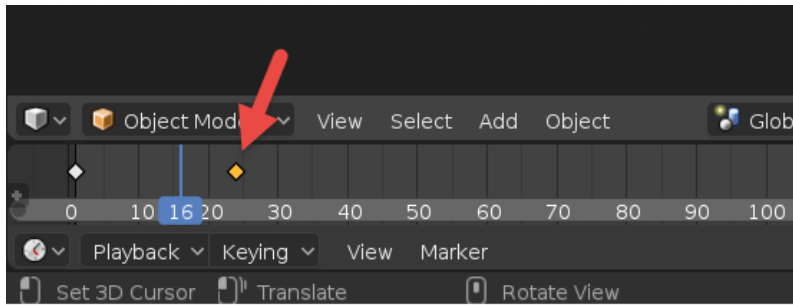 Object Mode View Select Add Object Glob
0 10 16 20 30 40 50 60 70 80 90 100
Playback Keying View Marker
Set 3D Cursor Translate Rotate View